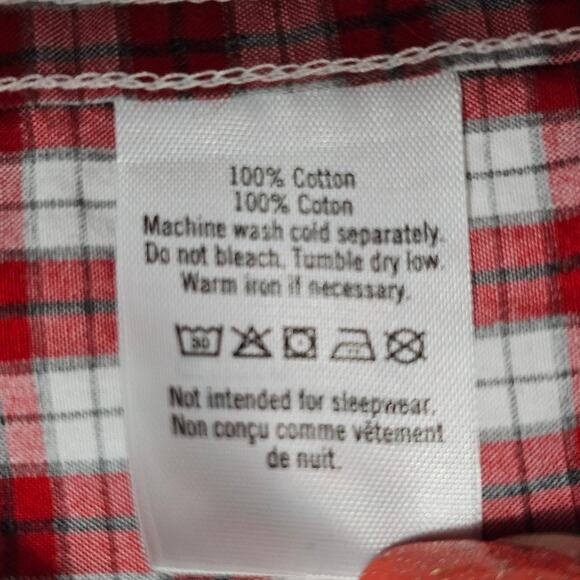 100% Cotton
100% Coton
Machine wash cold separately.
Do not bleach. Tumble dry low.
Warm iron if necessary.
30
Not intended for sleepwear.
Non conçu comme vêtement
de nuit.